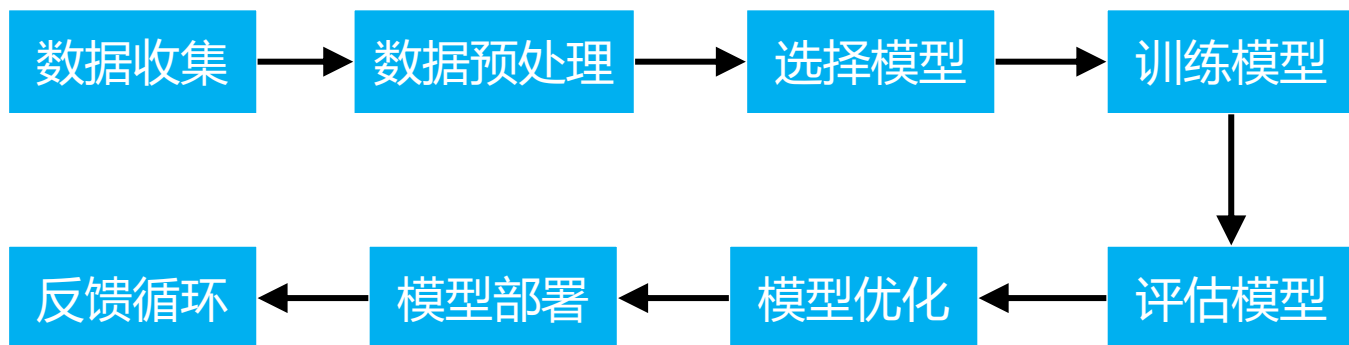 数据收集
数据预处理
选择模型
训练模型
评估模型
模型优化
模型部署
反馈循环